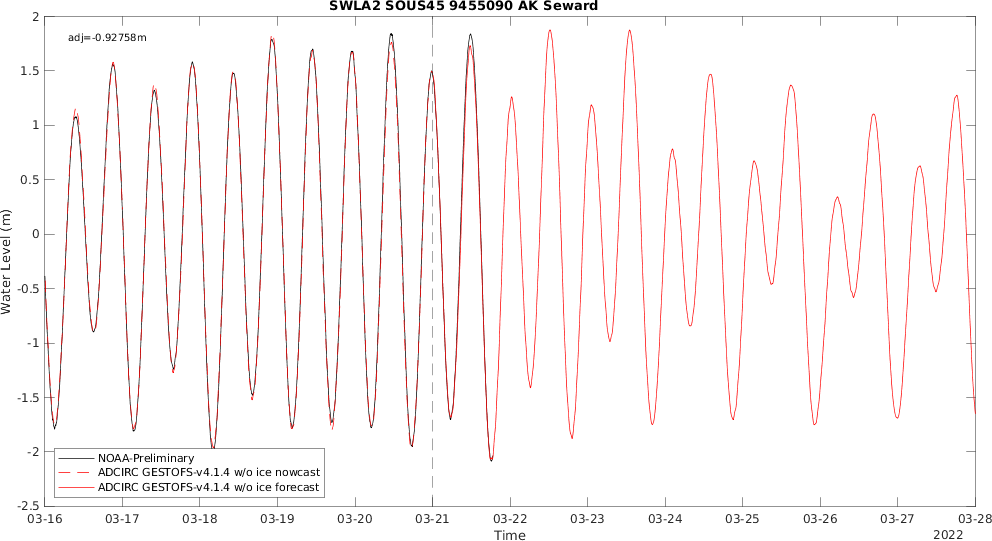 SWLA2 SOUS45 9455090 AK Seward
adj=-0.92758m
2
1.5
1
0.5
0
-0.5
-1
-1.5
-2
-2.5
Water Level (m)
NOAA-Preliminary
ADCIRC GESTOFS-v4.1.4 w/o ice nowcast
ADCIRC GESTOFS-v4.1.4 w/o ice forecast
03-16 03-17 03-18 03-19 03-20 03-21 03-22 03-23 03-24 03-25 03-26 03-27 03-28
Time
2022